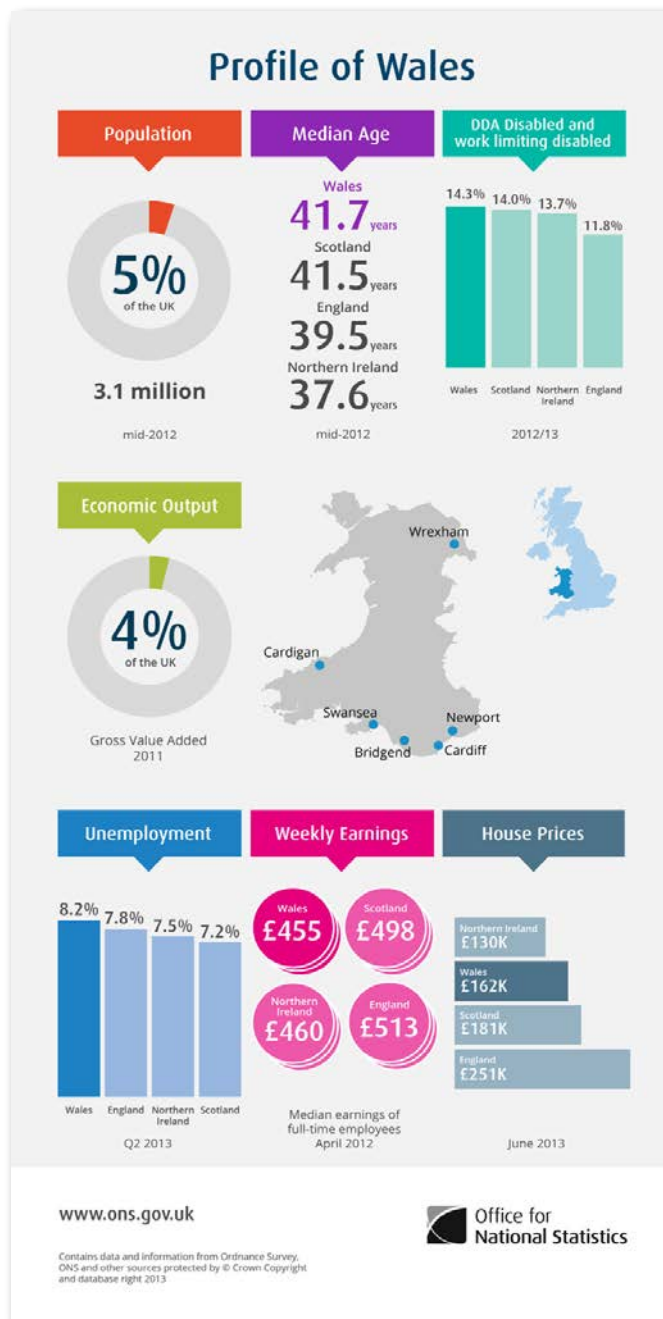 Profile of Wales
Population
5%
of the UK
3.1 million
mid-2012
Median Age
Wales
41.7 years
Scotland
41.5 years
England
39.5 years
Northern Ireland
37.6 years
mid-2012
DDA Disabled and
work limiting disabled
14.3% 14.0% 13.7% 11.8%
Wales Scotland Northern England
Ireland
2012/13
Economic Output
4%
of the UK
Gross Value Added
2011
Wrexham
Cardigan
Swansea
Newport
Bridgend
Cardiff
Unemployment
8.2% 7.8% 7.5% 7.2%
Wales England Northern Scotland
Ireland
Q2 2013
Weekly Earnings
Wales
£455
Scotland
£498
Northern
Ireland
£460
England
£513
Median earnings of
full-time employees
April 2012
House Prices
Northern Ireland
£130K
Wales
£162K
Scotland
£181K
England
£251K
June 2013
www.ons.gov.uk
Contains data and information from Ordnance Survey,
ONS and other sources protected by © Crown Copyright
and database right 2013
Office for
National Statistics